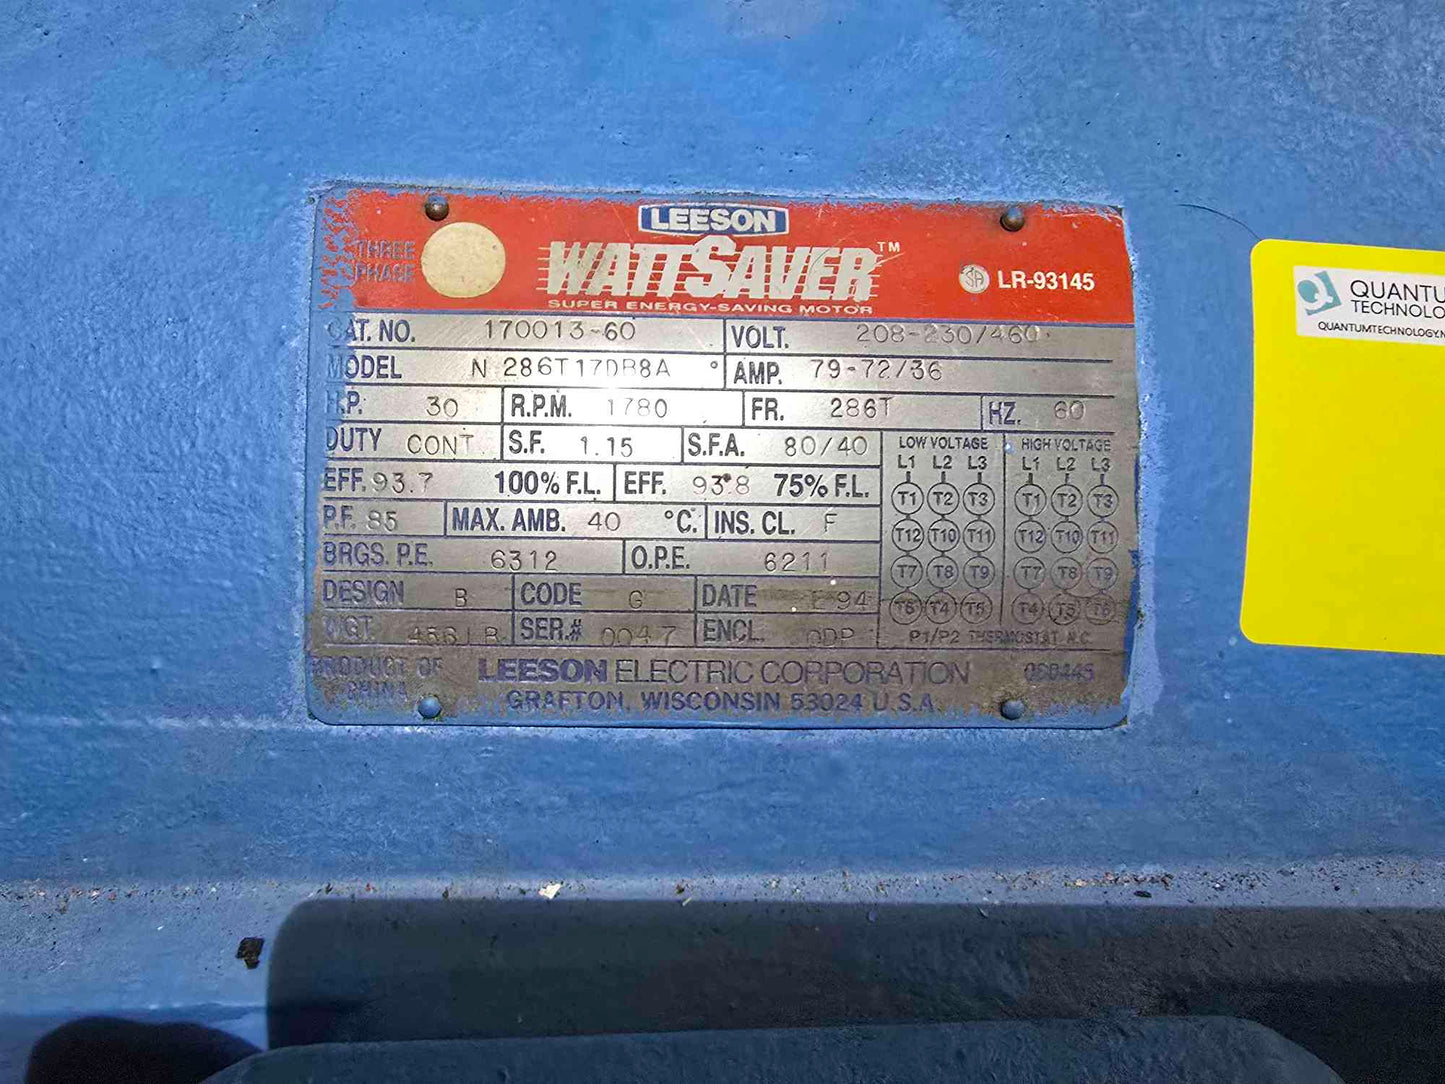 LEESON
THREE PHASE
WATTSAVER™
SUPER ENERGY-SAVING MOTOR
LR-93145
CAT. NO. 170013-60 VOLT. 208-230/460
MODEL N 286T17DB8A AMP. 79-72/36
H.P. 30 R.P.M. 1780 FR. 286T HZ. 60
DUTY CONT. S.F. 1.15 S.F.A. 80/40
EFF. 93.7 100% F.L. EFF. 93.8 75% F.L.
P.F. 85 MAX. AMB. 40 °C. INS. CL. F
BRGS. P.E. 6312 O.P.E. 6211
DESIGN B CODE G DATE 94
WGT. LB SER.# 0047 ENCL. ODP
LOW VOLTAGE HIGH VOLTAGE
L1 L2 L3 L1 L2 L3
T1 T2 T3 T1 T2 T3
T12 T10 T11 T12 T10 T11
T7 T8 T9 T7 T8 T9
T6 T4 T5 T4 T5 T6
P1/P2 THERMOSTAT N.C.
PRODUCT OF CHINA
LEESON ELECTRIC CORPORATION
GRAFTON, WISCONSIN 53024 U.S.A.
QUANTU
TECHNOLO
QUANTUMTECHNOLOGY.N